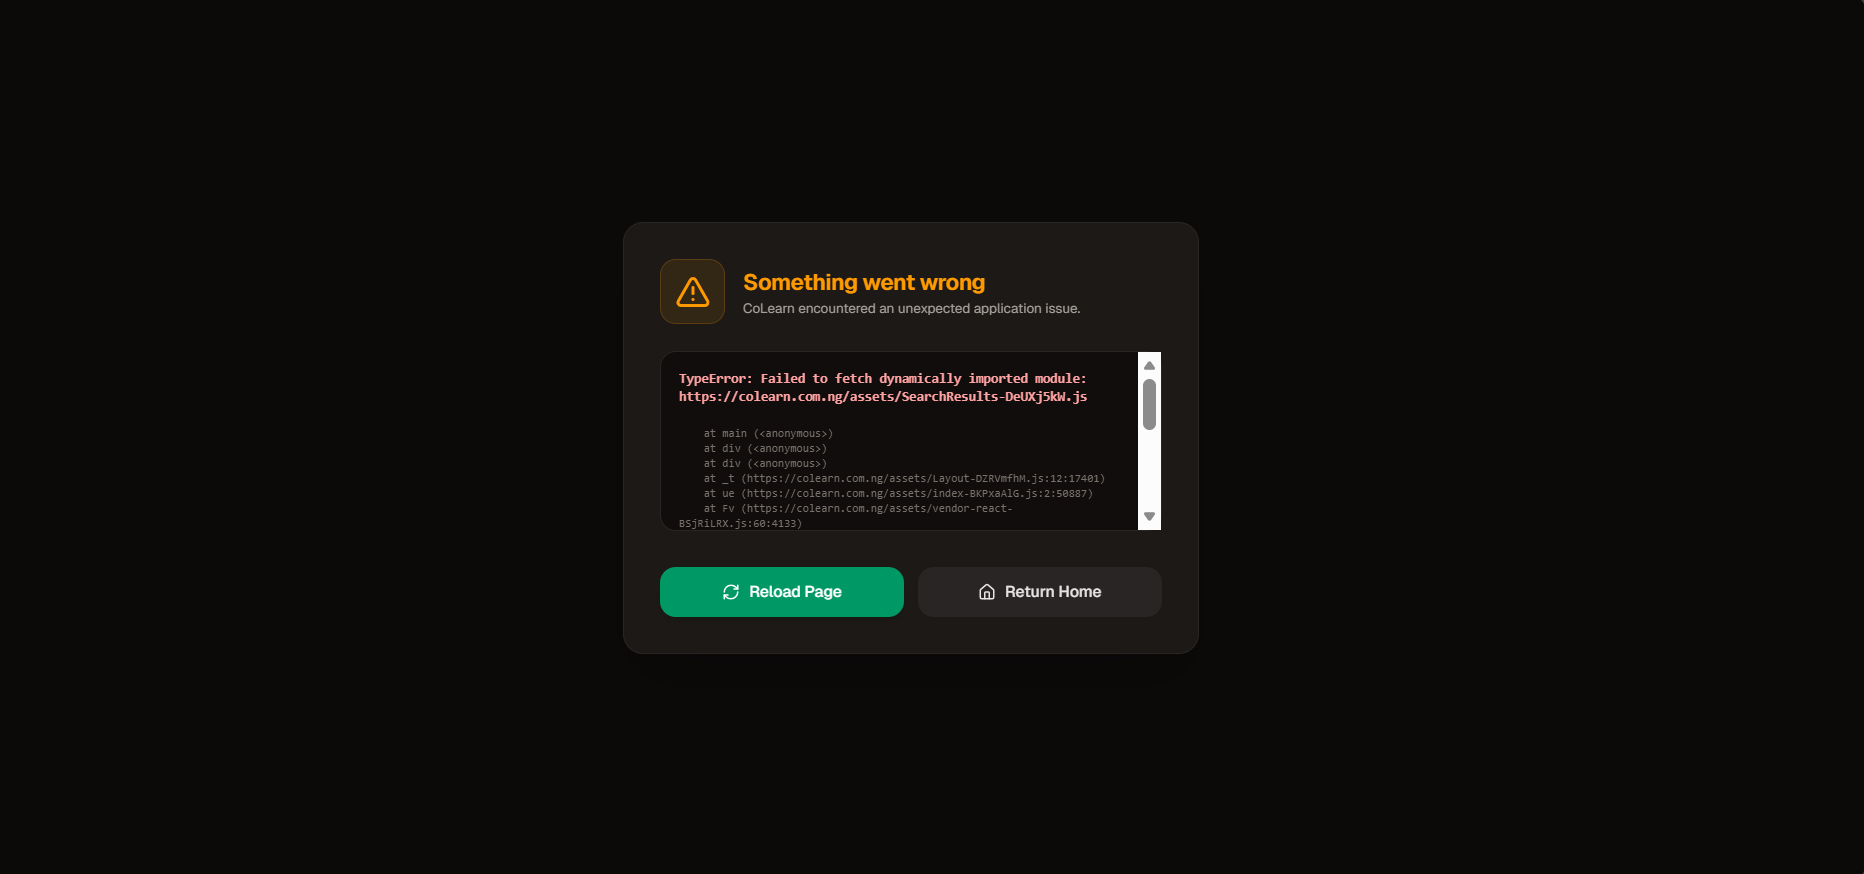 Something went wrong
CoLearn encountered an unexpected application issue.
TypeError: Failed to fetch dynamically imported module:
https://colearn.com.ng/assets/SearchResults-DeUXj5kW.js
at main (<anonymous>)
at div (<anonymous>)
at div (<anonymous>)
at _t (https://colearn.com.ng/assets/Layout-DZRVmfhM.js:12:17401)
at ue (https://colearn.com.ng/assets/index-BKPxaAlG.js:2:50887)
at Fv (https://colearn.com.ng/assets/vendor-react-
BSjRiLRX.js:60:4133)
Reload Page
Return Home